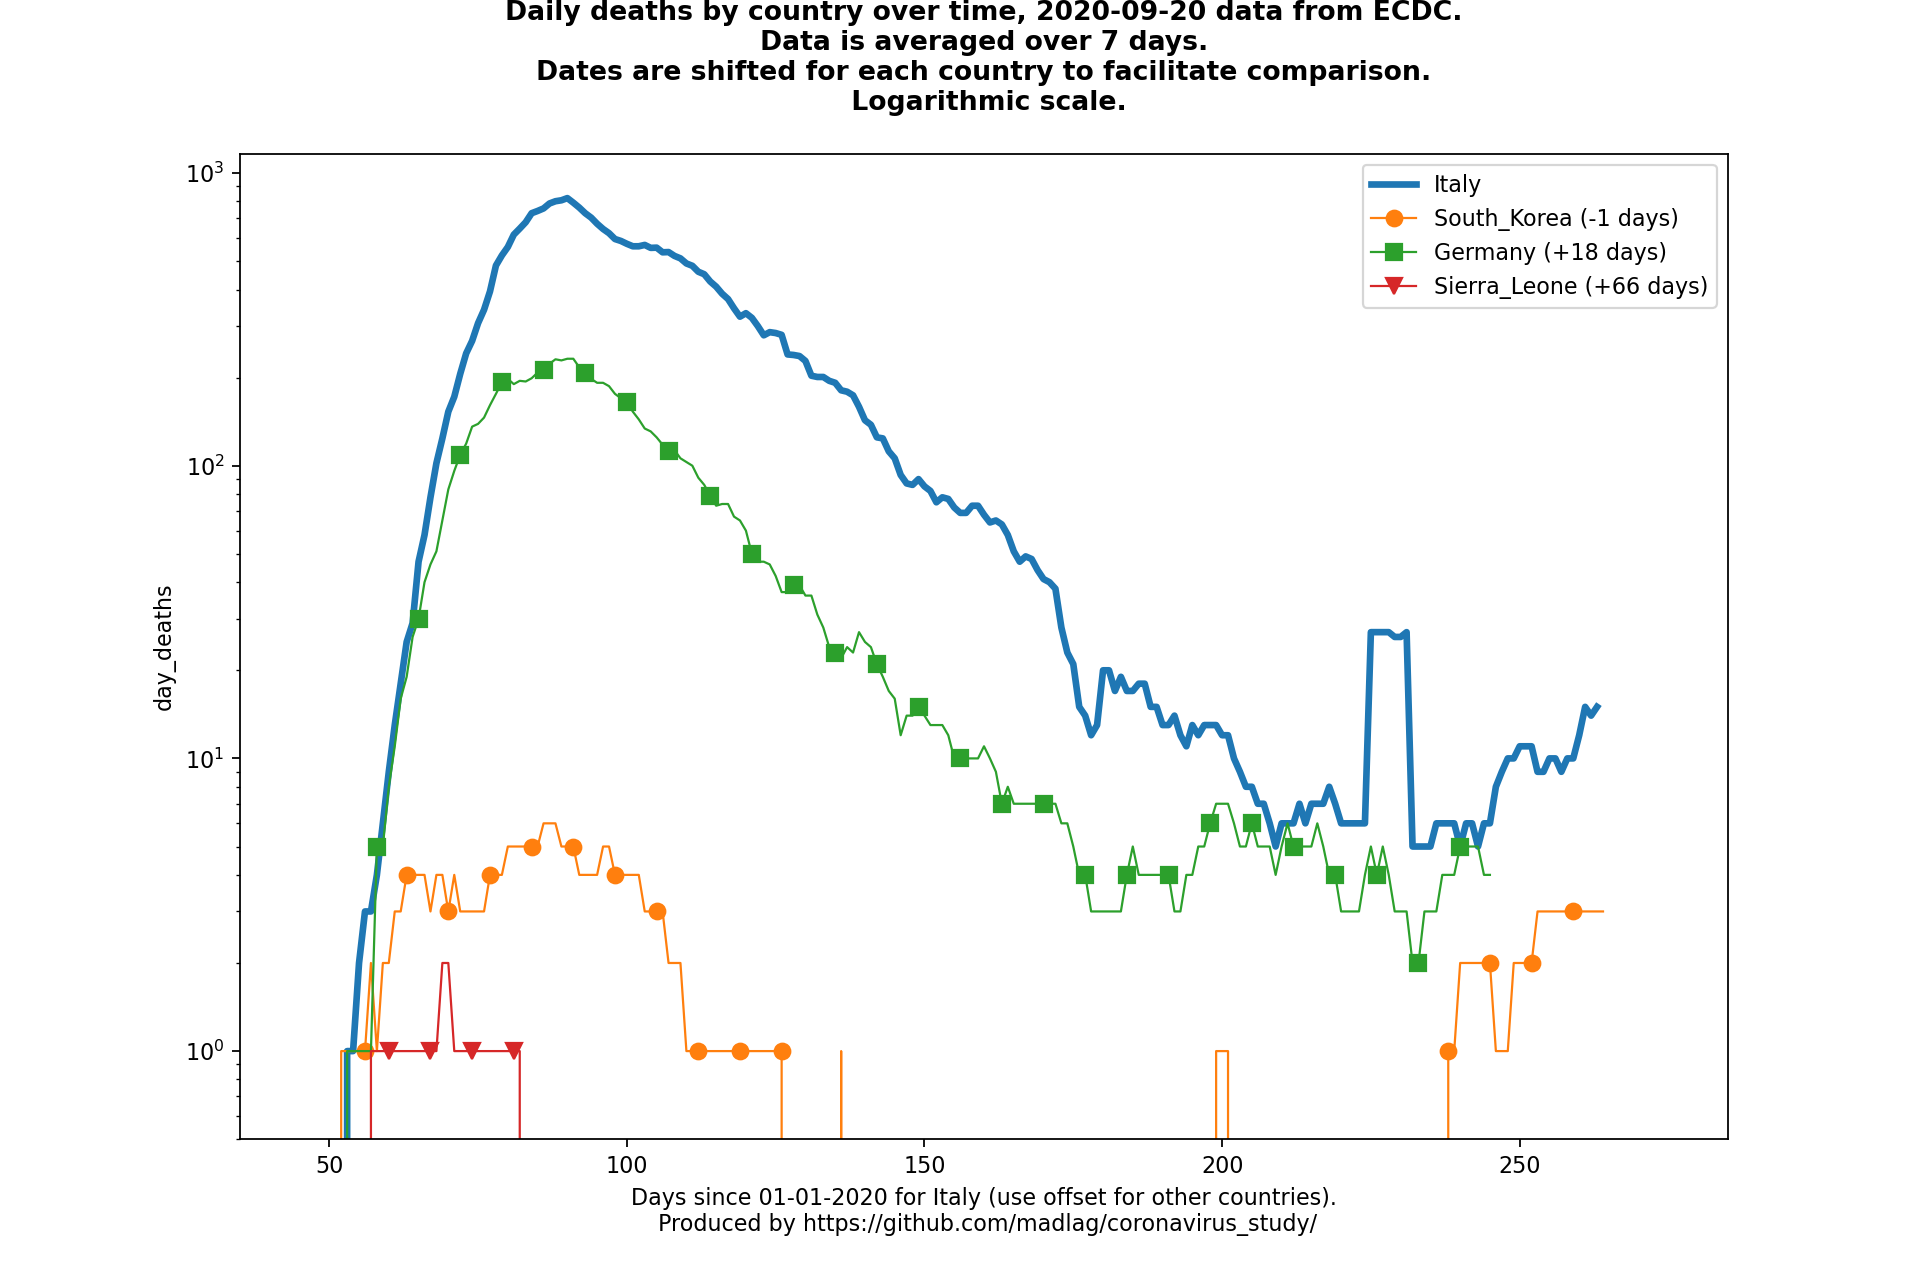 Daily deaths by country over time, 2020-09-20 data from ECDC.
Data is averaged over 7 days.
Dates are shifted for each country to facilitate comparison.
Logarithmic scale.
10³
10²
10¹
10⁰
day_deaths
Italy
South_Korea (-1 days)
Germany (+18 days)
Sierra_Leone (+66 days)
50 100 150 200 250
Days since 01-01-2020 for Italy (use offset for other countries).
Produced by https://github.com/madlag/coronavirus_study/